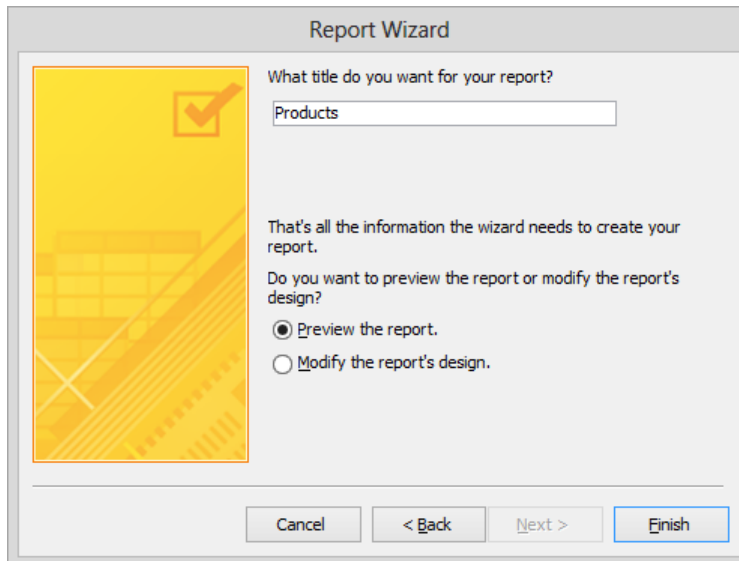 Report Wizard
What title do you want for your report?
Products
That's all the information the wizard needs to create your
report.
Do you want to preview the report or modify the report's
design?
Preview the report.
Modify the report's design.
Cancel
< Back
Next >
Finish